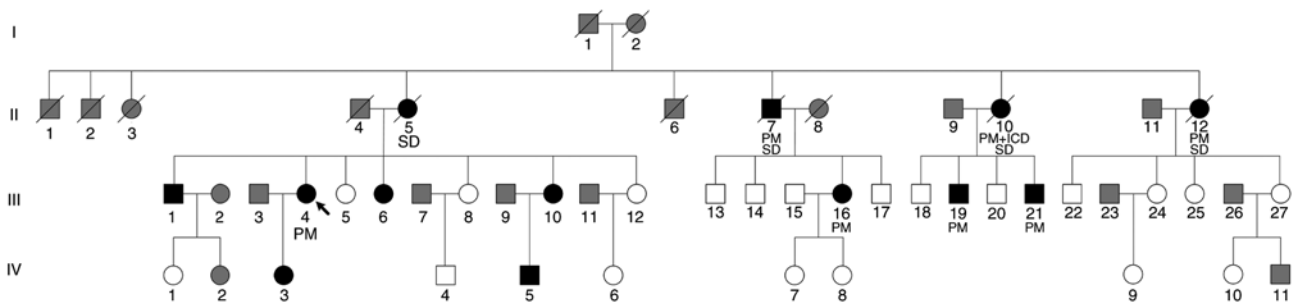 I
1 2
II
1 2 3 4 5 6 7 8 9 10 11 12
SD PM PM+ICD PM
SD SD SD
III
1 2 3 4 5 6 7 8 9 10 11 12 13 14 15 16 17 18 19 20 21 22 23 24 25 26 27
PM PM PM PM
IV
1 2 3 4 5 6 7 8 9 10 11